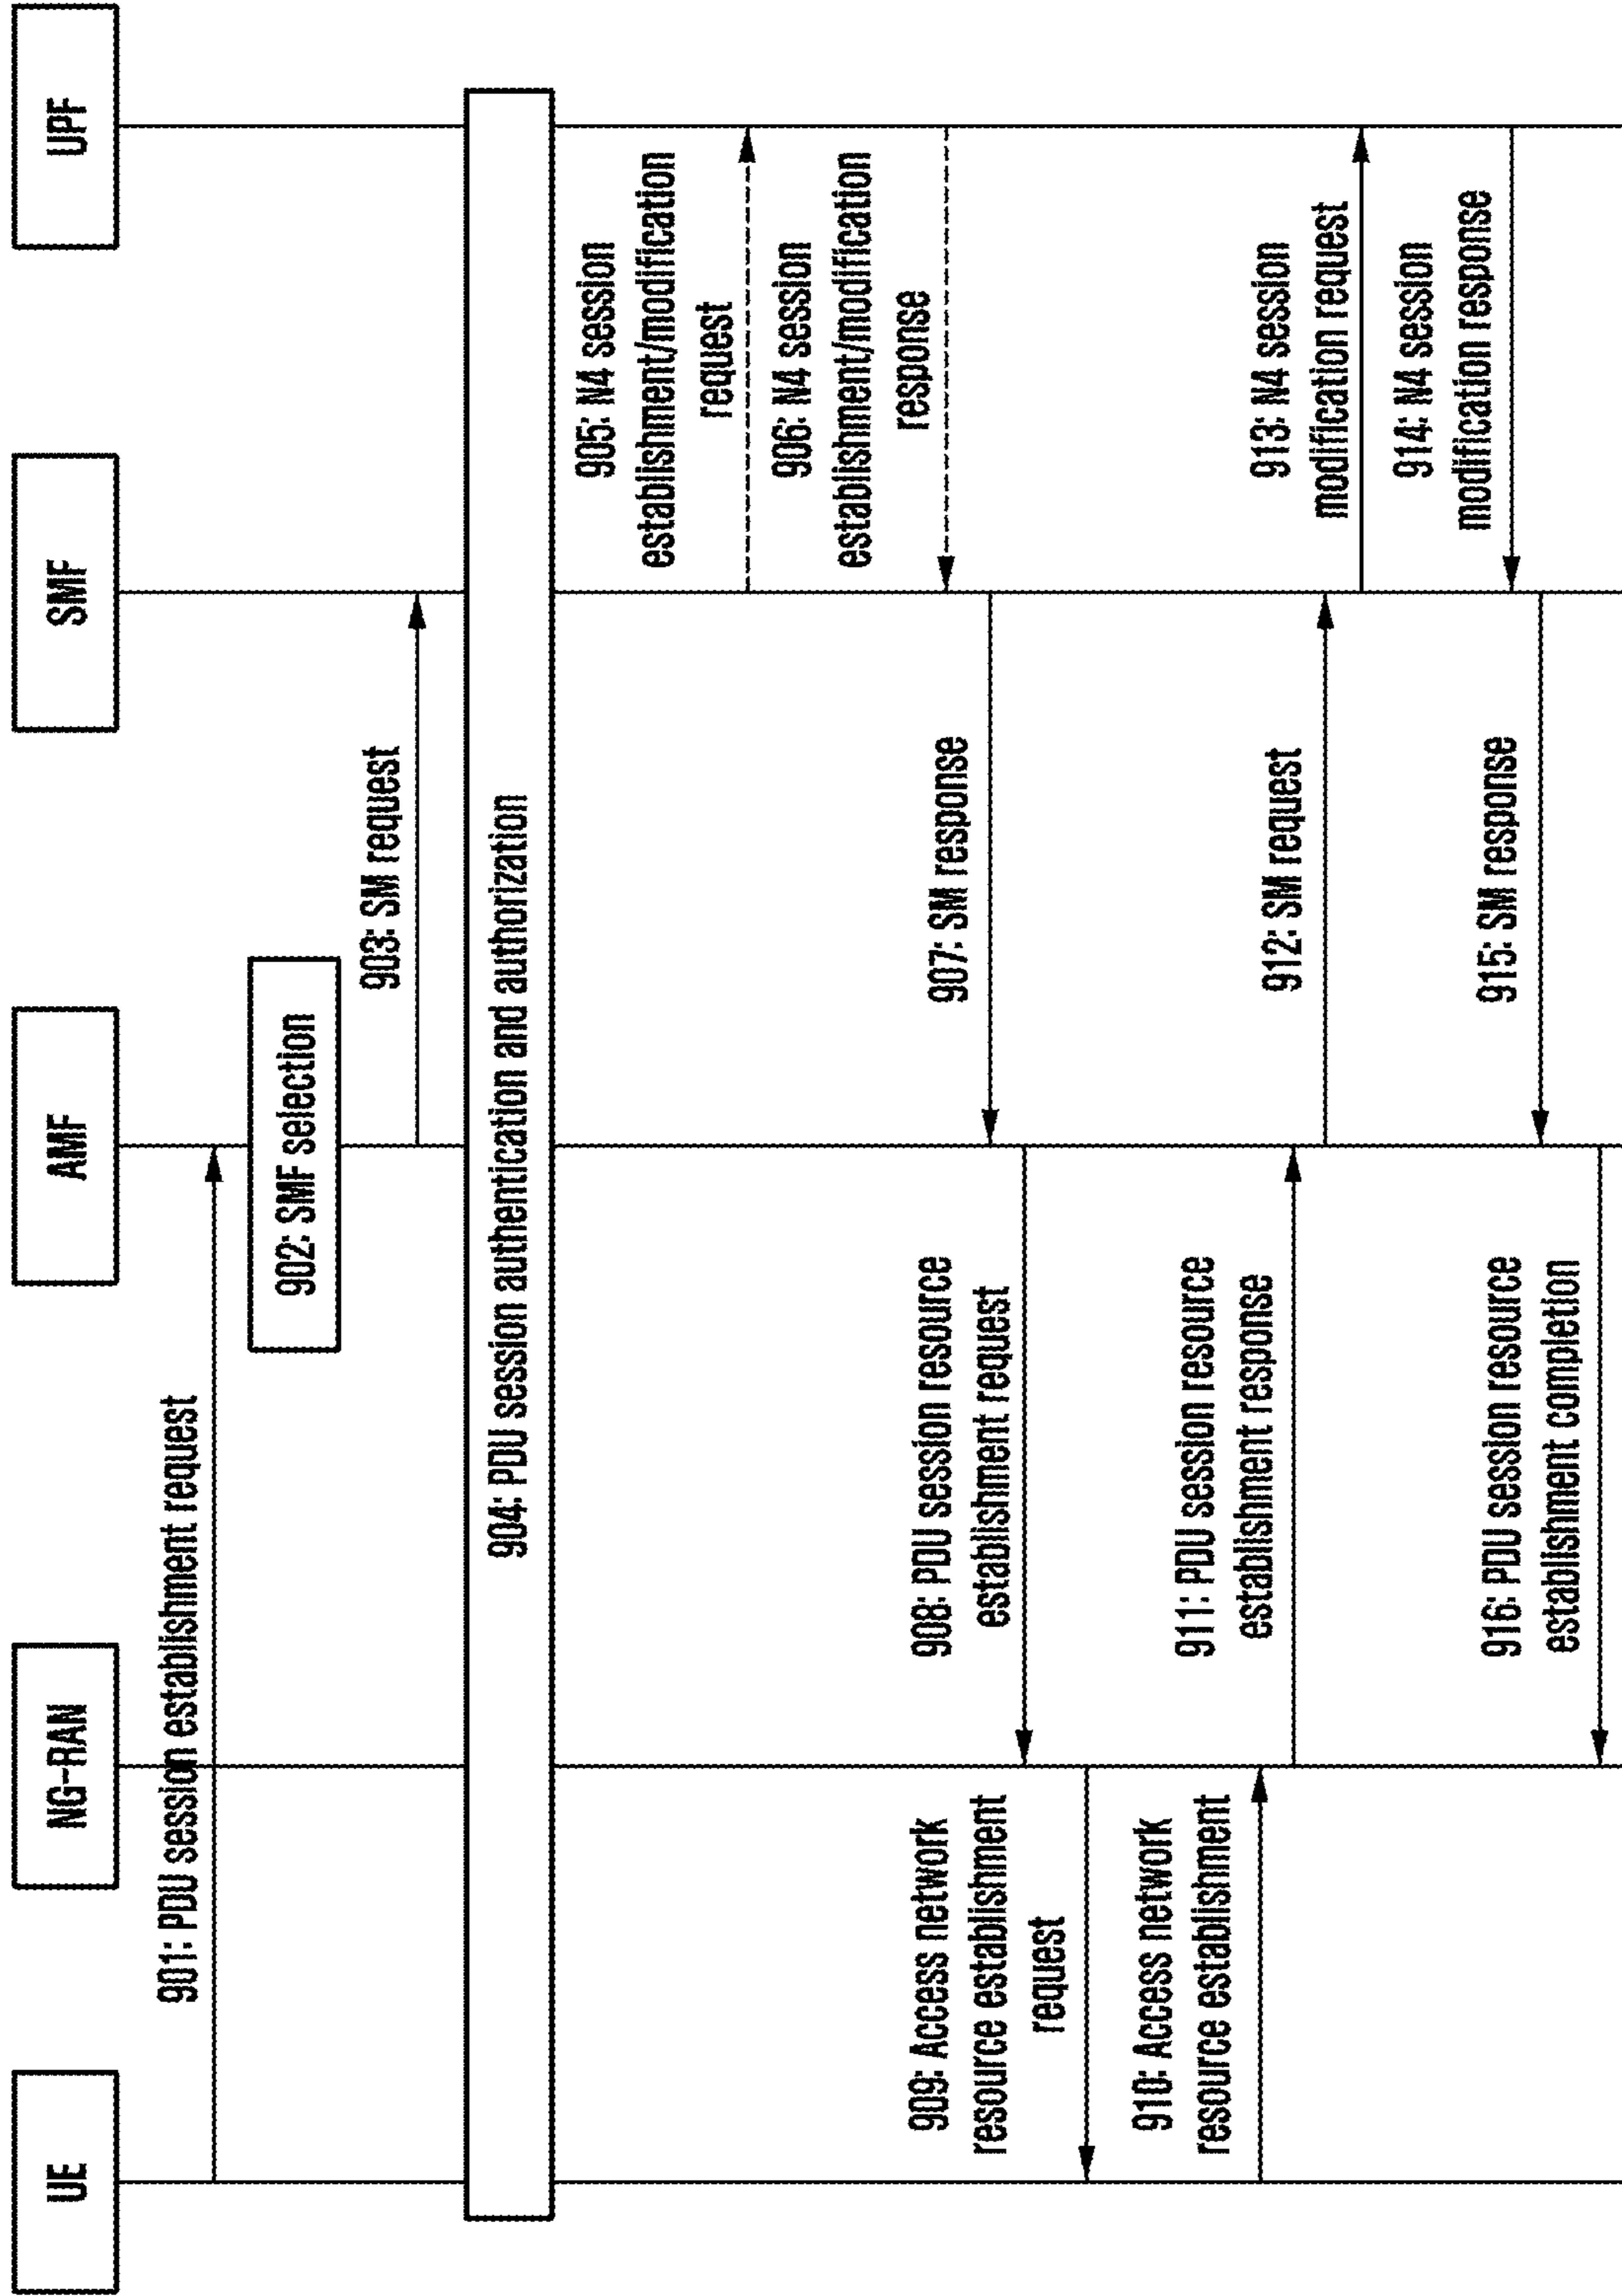 UE
NG-RAN
AMF
SMF
UPF
901: PDU session establishment request
902: SMF selection
903: SM request
904: PDU session authentication and authorization
905: N4 session
establishment/modification
request
906: N4 session
establishment/modification
response
907: SM response
908: PDU session resource
establishment request
909: Access network
resource establishment
request
910: Access network
resource establishment
911: PDU session resource
establishment response
912: SM request
913: N4 session
modification request
914: N4 session
modification response
915: SM response
916: PDU session resource
establishment completion